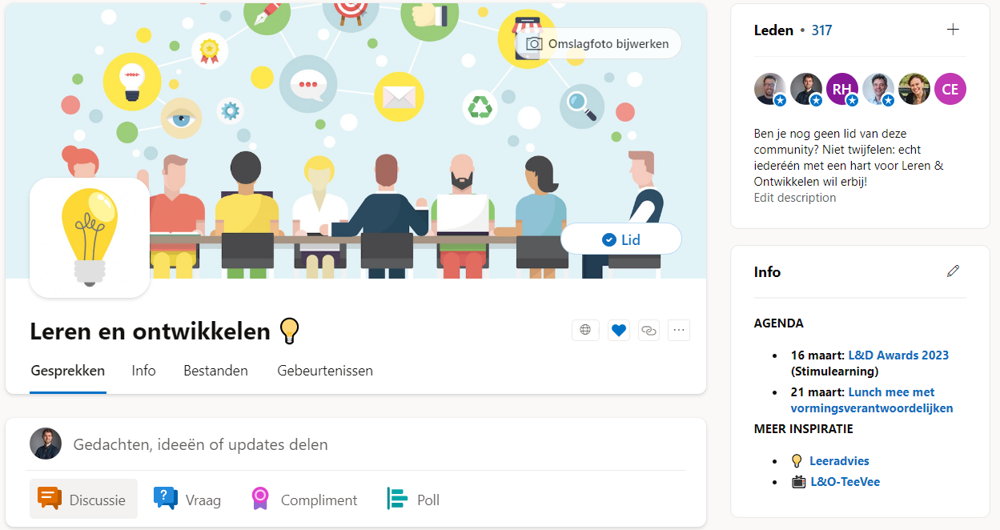 Omslagfoto bijwerken
Lid
Leren en ontwikkelen
Gesprekken Info Bestanden Gebeurtenissen
Gedachten, ideeën of updates delen
Discussie ? Vraag Compliment Poll
Leden • 317
RH CE
Ben je nog geen lid van deze
community? Niet twijfelen: echt
iederéén met een hart voor Leren &
Ontwikkelen wil erbij!
Edit description
Info
AGENDA
• 16 maart: L&D Awards 2023
(Stimulearning)
• 21 maart: Lunch mee met
vormingsverantwoordelijken
MEER INSPIRATIE
• Leeradvies
• L&O-TeeVee